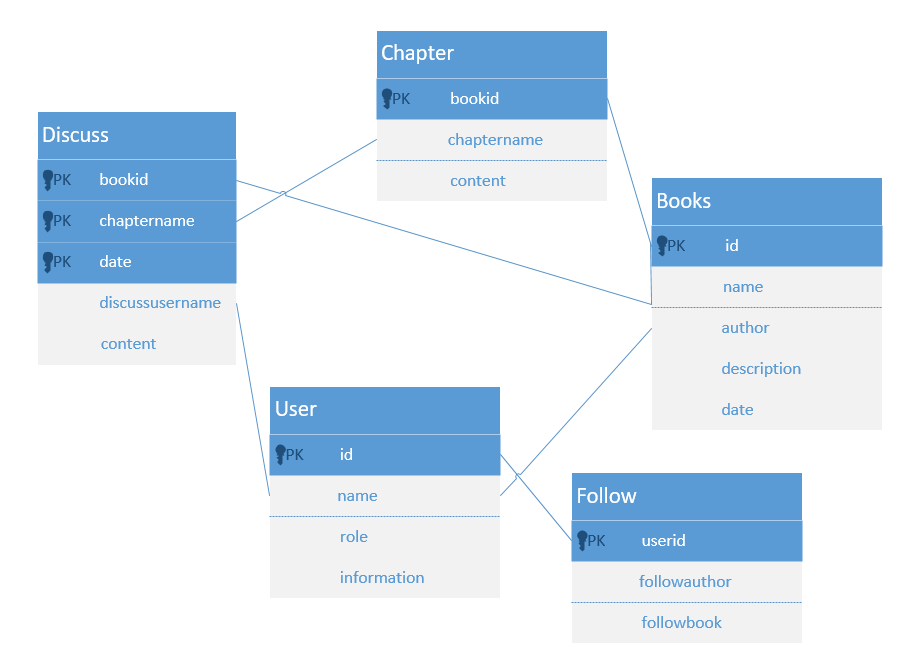 Chapter
PK bookid
chaptername
content
Discuss
PK bookid
PK chaptername
PK date
discussusername
content
Books
PK id
name
author
description
date
User
PK id
name
role
information
Follow
PK userid
followauthor
followbook